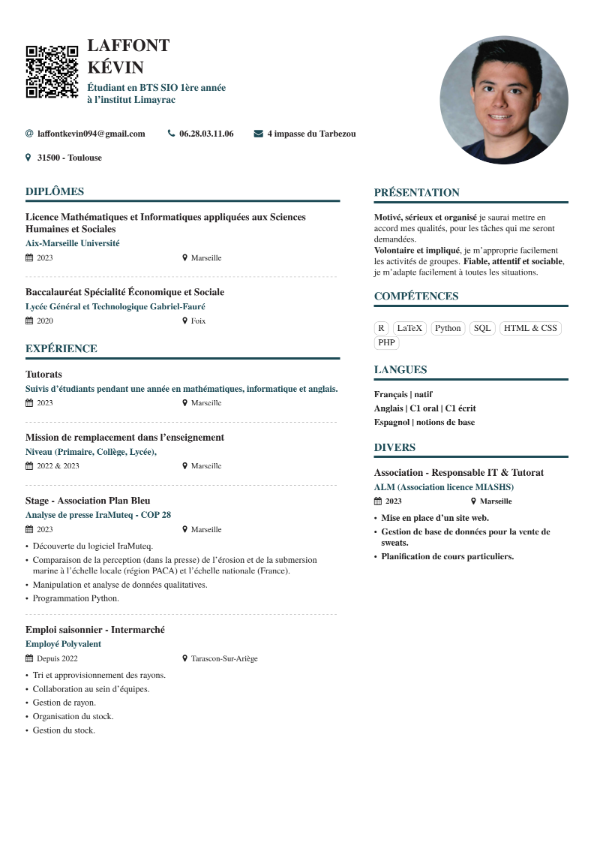 LAFFONT
KÉVIN
Étudiant en BTS SIO 1ère année
à l'institut Limayrac
laffontkevin094@gmail.com
06.28.03.11.06
4 impasse du Tarbezou
31500 - Toulouse
DIPLÔMES
Licence Mathématiques et Informatiques appliquées aux Sciences
Humaines et Sociales
Aix-Marseille Université
2023
Marseille
Baccalauréat Spécialité Économique et Sociale
Lycée Général et Technologique Gabriel-Fauré
2020
Foix
EXPÉRIENCE
Tutorats
Suivis d'étudiants pendant une année en mathématiques, informatique et anglais.
2023
Marseille
Mission de remplacement dans l'enseignement
Niveau (Primaire, Collège, Lycée),
2022 & 2023
Marseille
Stage - Association Plan Bleu
Analyse de presse IraMuteq - COP 28
2023
Marseille
• Découverte du logiciel IraMuteq.
• Comparaison de la perception (dans la presse) de l'érosion et de la submersion
marine à l'échelle locale (région PACA) et l'échelle nationale (France).
• Manipulation et analyse de données qualitatives.
• Programmation Python.
Emploi saisonnier - Intermarché
Employé Polyvalent
Depuis 2022
Tarascon-Sur-Ariège
• Tri et approvisionnement des rayons.
• Collaboration au sein d'équipes.
• Gestion de rayon.
• Organisation du stock.
• Gestion du stock.
PRÉSENTATION
Motivé, sérieux et organisé je saurai mettre en
accord mes qualités, pour les tâches qui me seront
demandées.
Volontaire et impliqué, je m'approprie facilement
les activités de groupes. Fiable, attentif et sociable,
je m'adapte facilement à toutes les situations.
COMPÉTENCES
R LaTeX Python SQL HTML & CSS
PHP
LANGUES
Français | natif
Anglais | C1 oral | C1 écrit
Espagnol | notions de base
DIVERS
Association - Responsable IT & Tutorat
ALM (Association licence MIASHS)
2023
Marseille
• Mise en place d'un site web.
• Gestion de base de données pour la vente de
sweats.
• Planification de cours particuliers.